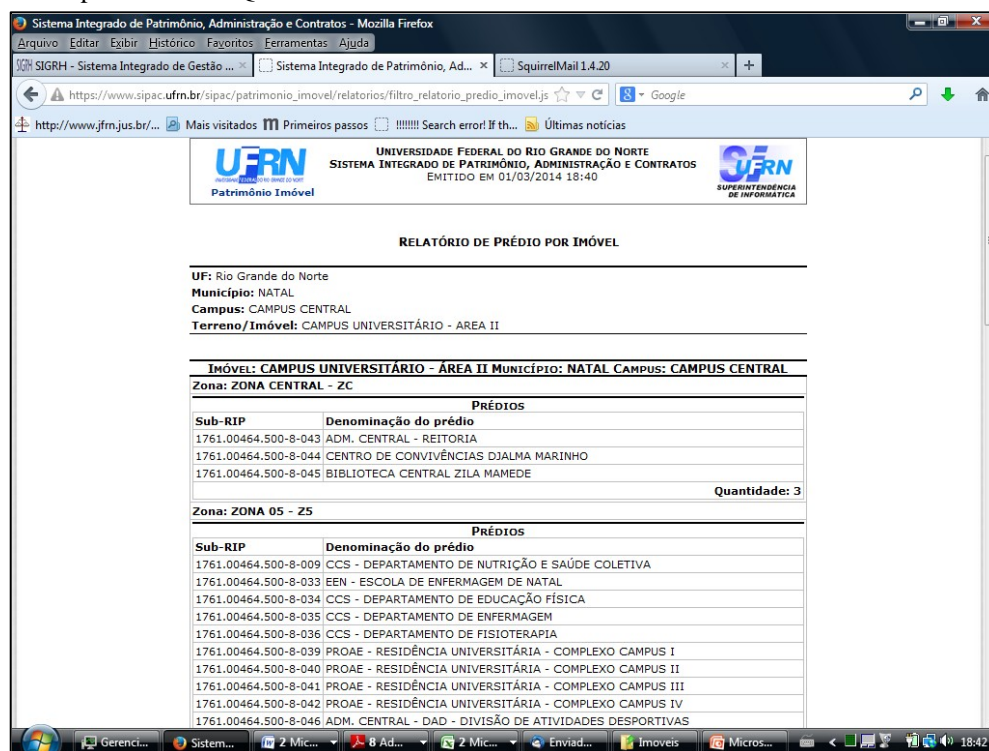 Sistema Integrado de Patrimônio, Administração e Contratos - Mozilla Firefox
Arquivo Editar Exibir Histórico Favoritos Ferramentas Ajuda
SIGRH - Sistema Integrado de Gestão ... × Sistema Integrado de Patrimônio, Ad... × SquirrelMail 1.4.20 × +
https://www.sipac.ufrn.br/sipac/patrimonio_imovel/relatorios/filtro_relatorio_predio_imovel.js Google
http://www.jfrn.jus.br/... Mais visitados Primeiros passos !!!!!!!! Search error! If th... Últimas notícias
UFRN
Patrimônio Imóvel
UNIVERSIDADE FEDERAL DO RIO GRANDE DO NORTE
SISTEMA INTEGRADO DE PATRIMÔNIO, ADMINISTRAÇÃO E CONTRATOS
EMITIDO EM 01/03/2014 18:40
SUFRN
SUPERINTENDÊNCIA
DE INFORMÁTICA
RELATÓRIO DE PRÉDIO POR IMÓVEL
UF: Rio Grande do Norte
Município: NATAL
Campus: CAMPUS CENTRAL
Terreno/Imóvel: CAMPUS UNIVERSITÁRIO - AREA II
IMÓVEL: CAMPUS UNIVERSITÁRIO - ÁREA II MUNICÍPIO: NATAL CAMPUS: CAMPUS CENTRAL
Zona: ZONA CENTRAL - ZC
PRÉDIOS
Sub-RIP Denominação do prédio
1761.00464.500-8-043 ADM. CENTRAL - REITORIA
1761.00464.500-8-044 CENTRO DE CONVIVÊNCIAS DJALMA MARINHO
1761.00464.500-8-045 BIBLIOTECA CENTRAL ZILA MAMEDE
Quantidade: 3
Zona: ZONA 05 - Z5
PRÉDIOS
Sub-RIP Denominação do prédio
1761.00464.500-8-009 CCS - DEPARTAMENTO DE NUTRIÇÃO E SAÚDE COLETIVA
1761.00464.500-8-033 EEN - ESCOLA DE ENFERMAGEM DE NATAL
1761.00464.500-8-034 CCS - DEPARTAMENTO DE EDUCAÇÃO FÍSICA
1761.00464.500-8-035 CCS - DEPARTAMENTO DE ENFERMAGEM
1761.00464.500-8-036 CCS - DEPARTAMENTO DE FISIOTERAPIA
1761.00464.500-8-039 PROAE - RESIDÊNCIA UNIVERSITÁRIA - COMPLEXO CAMPUS I
1761.00464.500-8-040 PROAE - RESIDÊNCIA UNIVERSITÁRIA - COMPLEXO CAMPUS II
1761.00464.500-8-041 PROAE - RESIDÊNCIA UNIVERSITÁRIA - COMPLEXO CAMPUS III
1761.00464.500-8-042 PROAE - RESIDÊNCIA UNIVERSITÁRIA - COMPLEXO CAMPUS IV
1761.00464.500-8-046 ADM. CENTRAL - DAD - DIVISÃO DE ATIVIDADES DESPORTIVAS
Gerenci... Sistem... 2 Mic... 8 Ad... 2 Mic... Enviad... Imoveis Micros... 18:42